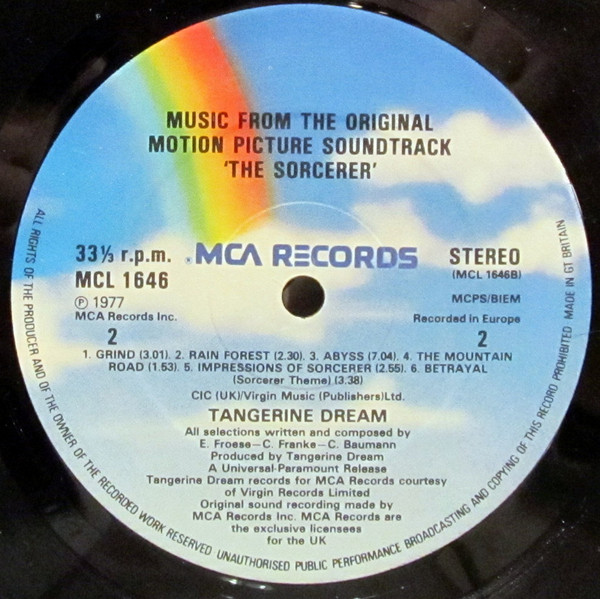 MUSIC FROM THE ORIGINAL
MOTION PICTURE SOUNDTRACK
'THE SORCERER'
33⅓ r.p.m.
MCL 1646
Ⓟ 1977
MCA Records Inc.
2
MCA RECORDS
STEREO
(MCL 1646B)
MCPS/BIEM
Recorded in Europe
2
1. GRIND (3.01). 2. RAIN FOREST (2.30). 3. ABYSS (7.04). 4. THE MOUNTAIN
ROAD (1.53). 5. IMPRESSIONS OF SORCERER (2.55). 6. BETRAYAL
(Sorcerer Theme) (3:38)
CIC (UK)/Virgin Music (Publishers)Ltd.
TANGERINE DREAM
All selections written and composed by
E. Froese–C. Franke–C. Baumann
Produced by Tangerine Dream
A Universal-Paramount Release
Tangerine Dream records for MCA Records courtesy
of Virgin Records Limited
Original sound recording made by
MCA Records Inc. MCA Records are
the exclusive licensees
for the UK
ALL RIGHTS OF THE PRODUCER AND OF THE OWNER OF THE RECORDED WORK RESERVED UNAUTHORISED PUBLIC PERFORMANCE BROADCASTING AND COPYING OF THIS RECORD PROHIBITED MADE IN GT BRITAIN